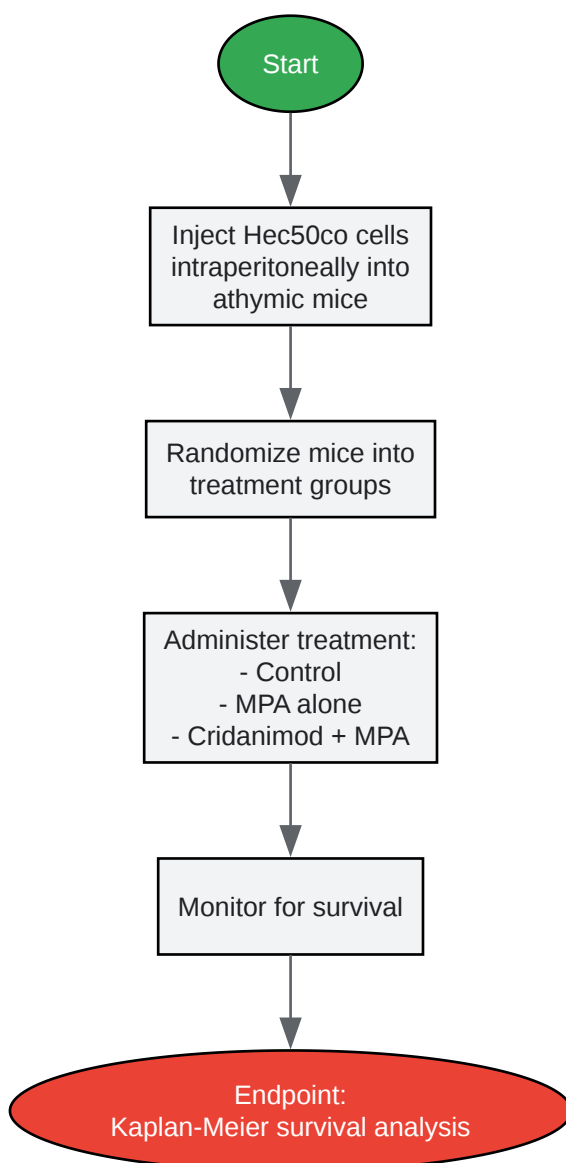 Start
Inject Hec50co cells
intraperitoneally into
athymic mice
Randomize mice into
treatment groups
Administer treatment:
- Control
- MPA alone
- Cridanimod + MPA
Monitor for survival
Endpoint:
Kaplan-Meier survival analysis